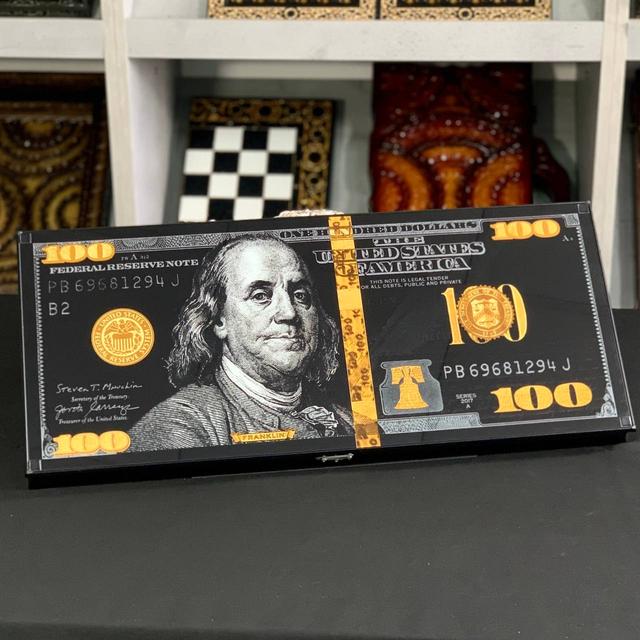 ONE HUNDRED DOLLARS
100
100
FEDERAL RESERVE NOTE
THE
UNITED STATES
OF AMERICA
PB 69681294 J
THIS NOTE IS LEGAL TENDER
FOR ALL DEBTS, PUBLIC AND PRIVATE
B2
100
PB 69681294 J
Secretary of the Treasury.
Treasurer of the United States
SERIES
2017
A
100
100
FRANKLIN